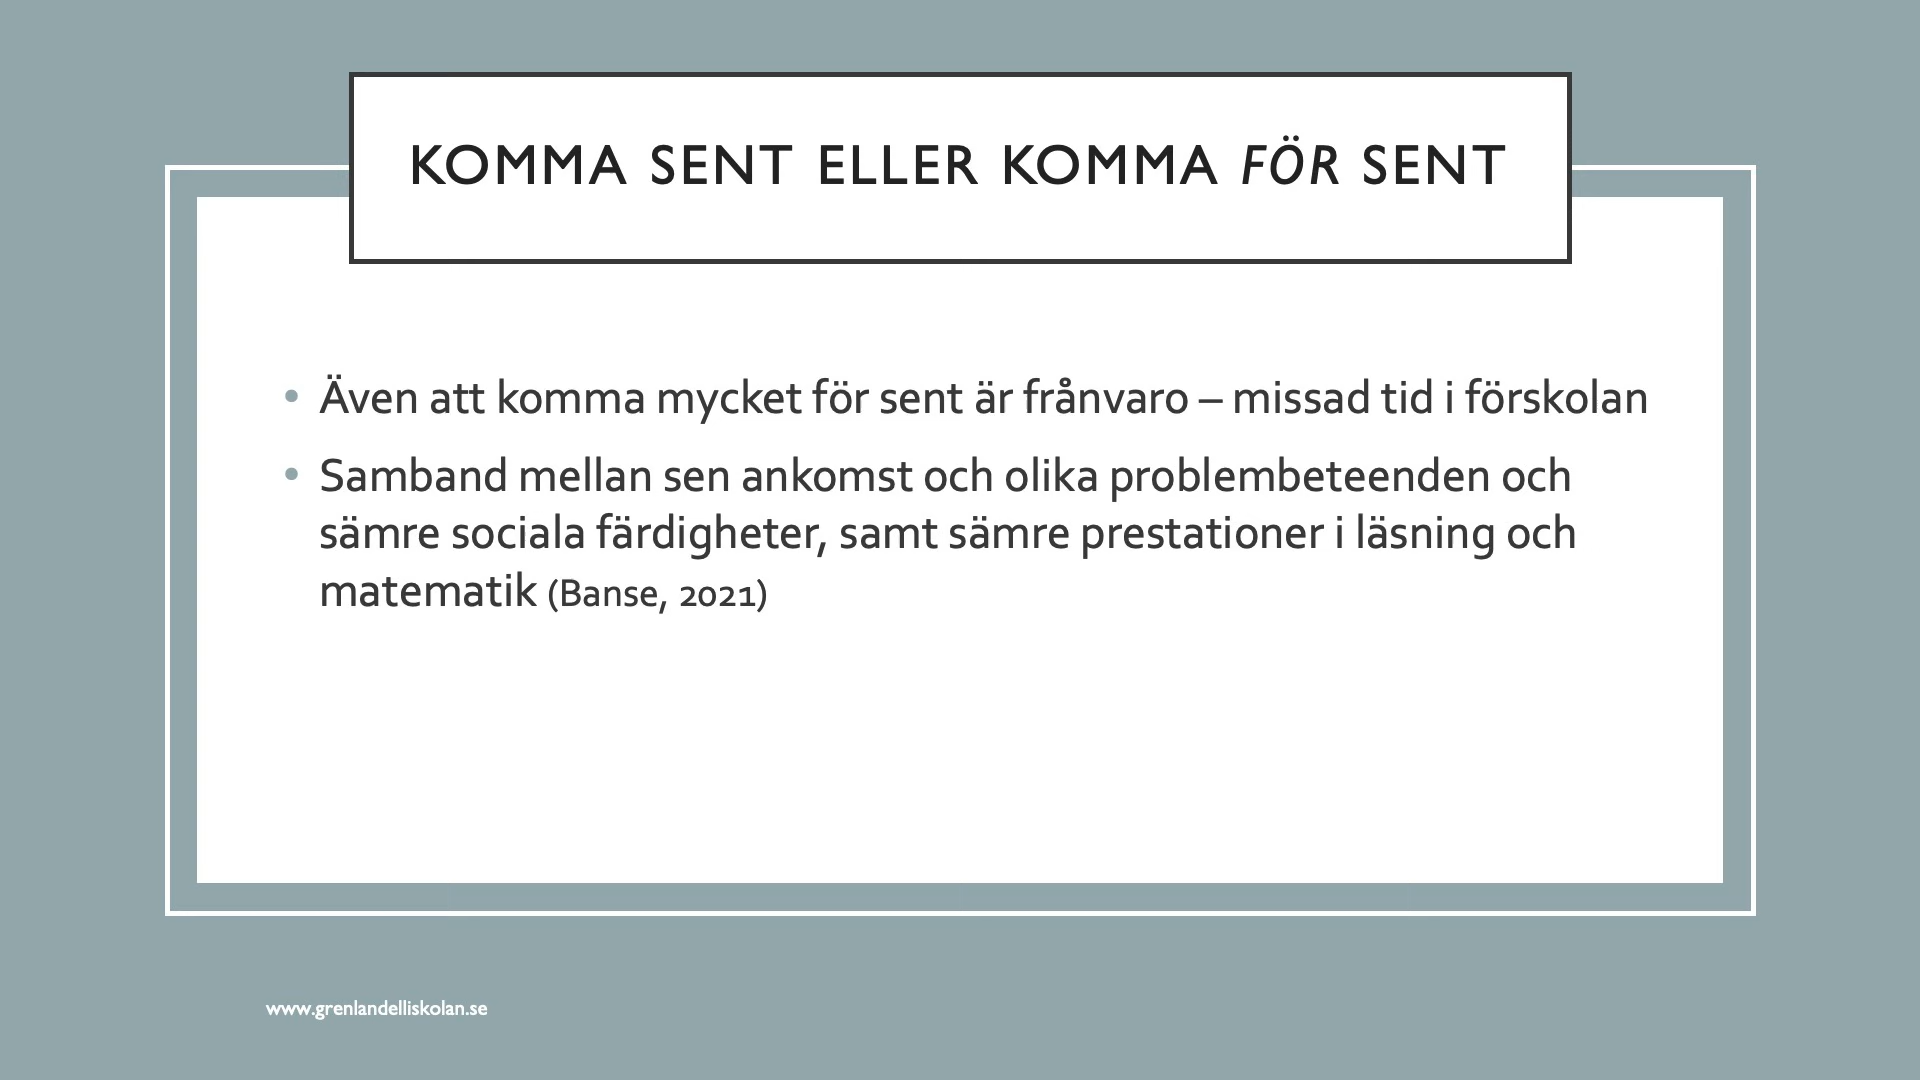 KOMMA SENT ELLER KOMMA FÖR SENT
• Även att komma mycket för sent är frånvaro – missad tid i förskolan
• Samband mellan sen ankomst och olika problembeteenden och
sämre sociala färdigheter, samt sämre prestationer i läsning och
matematik (Banse, 2021)
www.grenlandelliskolan.se